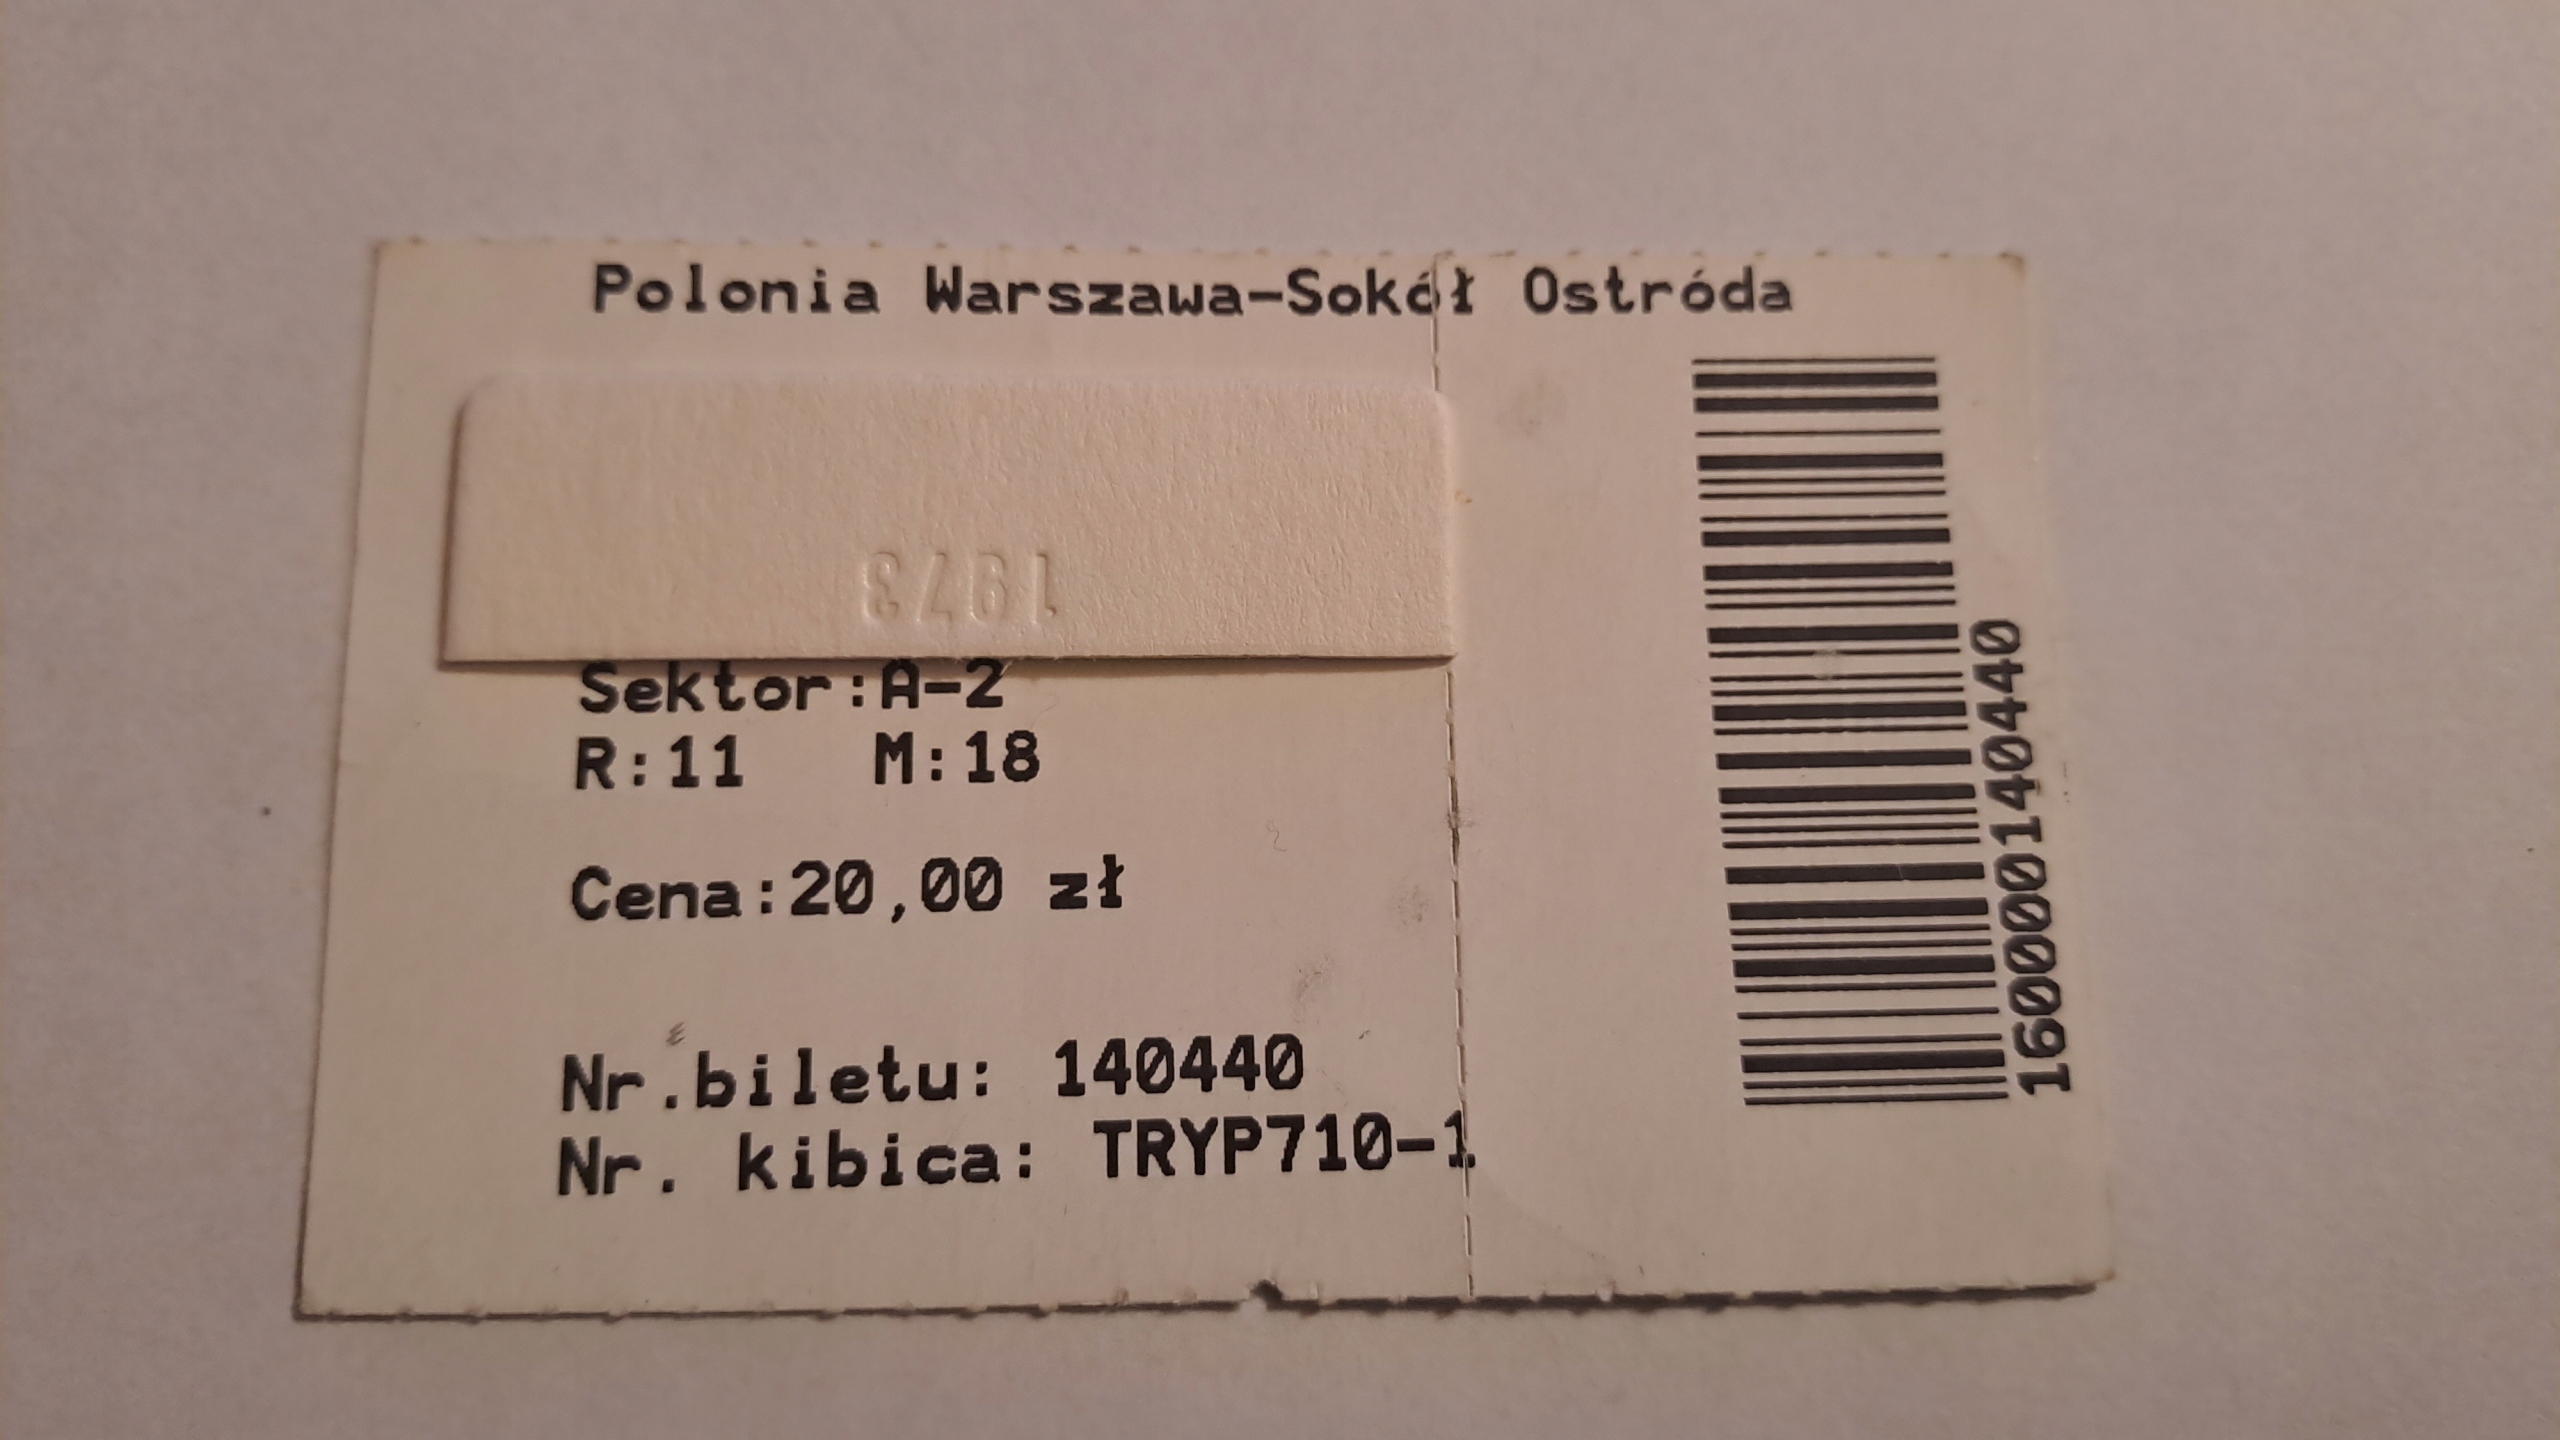 Polonia Warszawa-Sokół Ostróda
1973
Sektor:A-2
R:11 M:18
Cena:20,00 zł
Nr.biletu: 140440
Nr. kibica: TRYP710-1
1600000140440